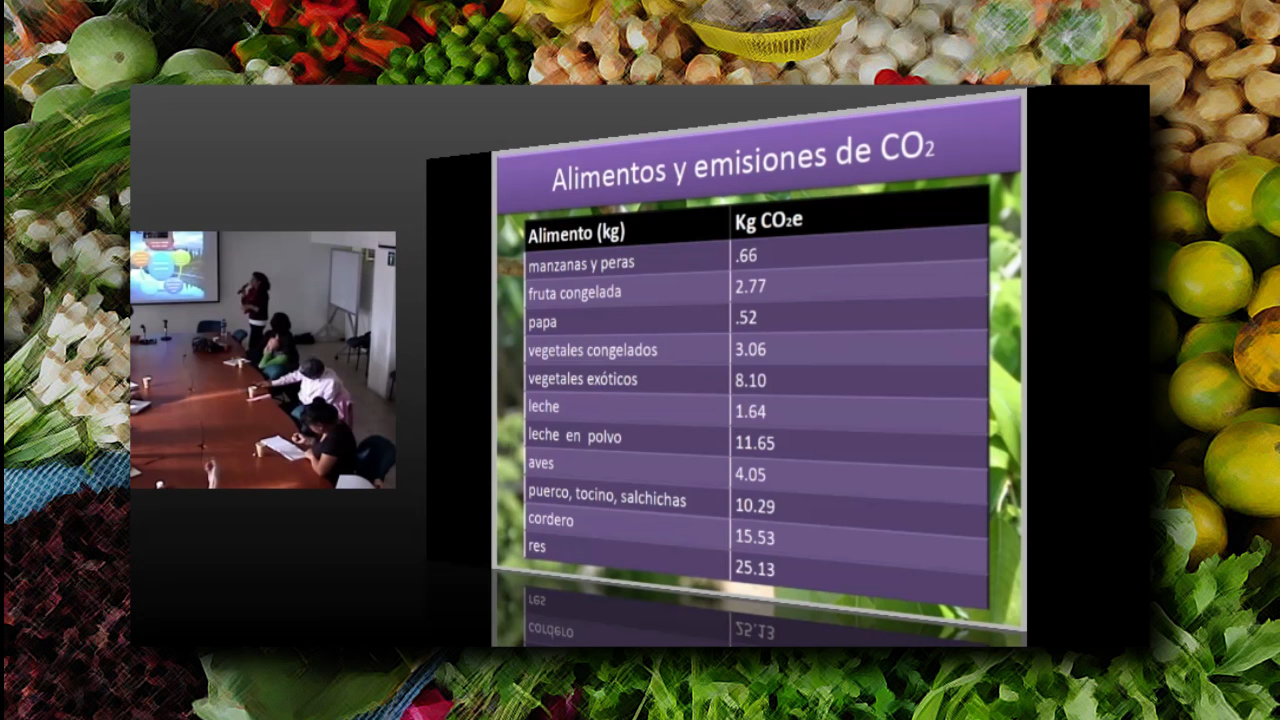 Alimentos y emisiones de CO₂
Alimento (kg) Kg CO₂e
manzanas y peras .66
fruta congelada 2.77
papa .52
vegetales congelados 3.06
vegetales exóticos 8.10
leche 1.64
leche en polvo 11.65
aves 4.05
puerco, tocino, salchichas 10.29
cordero 15.53
res 25.13